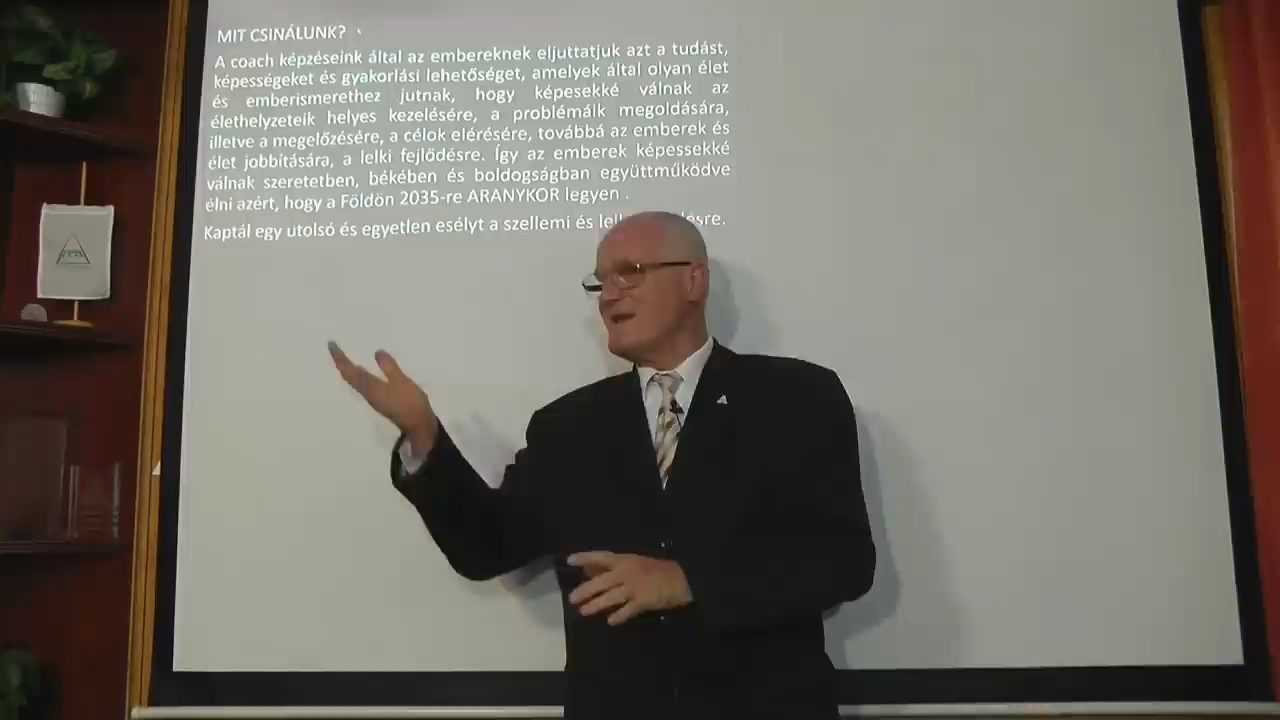 MIT CSINÁLUNK?
A coach képzéseink által az embereknek eljuttatjuk azt a tudást,
képességeket és gyakorlási lehetőséget, amelyek által olyan élet
és emberismerethez jutnak, hogy képesekké válnak az
élethelyzeteik helyes kezelésére, a problémáik megoldására,
illetve a megelőzésére, a célok elérésére, továbbá az emberek és
élet jobbítására, a lelki fejlődésre. Így az emberek képessekké
válnak szeretetben, békében és boldogságban együttműködve
élni azért, hogy a Földön 2035-re ARANYKOR legyen .
Kaptál egy utolsó és egyetlen esélyt a szellemi és